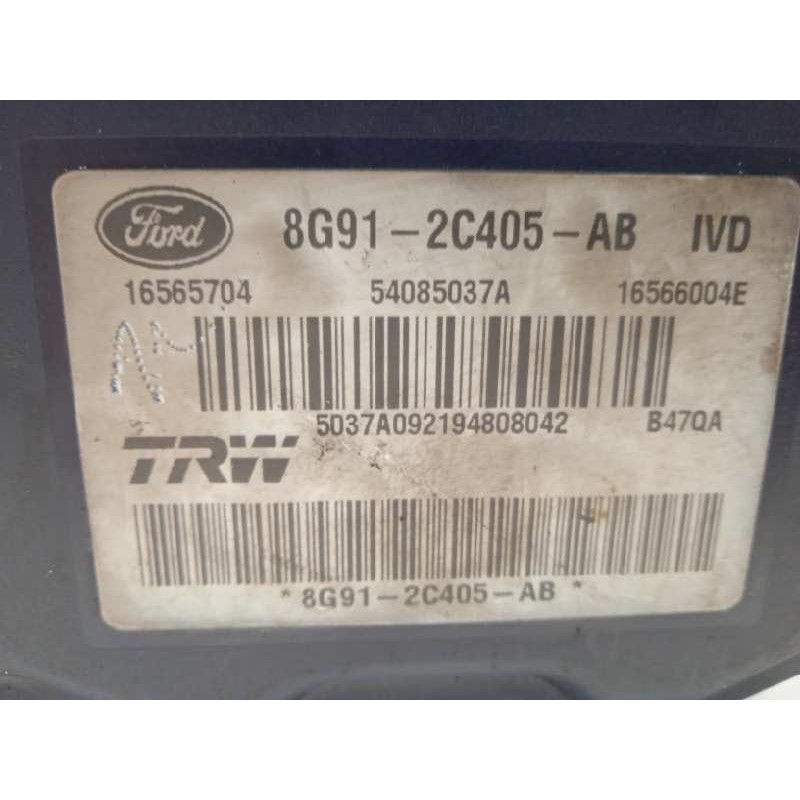 Ford 8G91-2C405-AB IVD
16565704 54085037A 16566004E
5037A092194808042 B47QA
TRW
*8G91-2C405-AB*